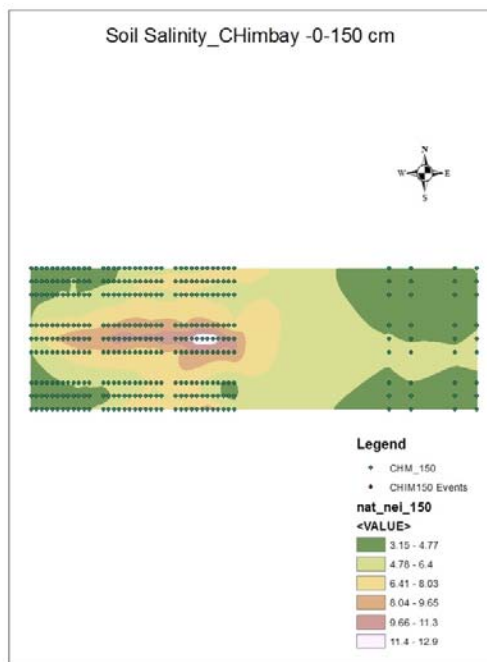 Soil Salinity_CHimbay -0-150 cm
N
W E
S
Legend
CHM_150
CHIM150 Events
nat_nei_150
<VALUE>
3.15 - 4.77
4.78 - 6.4
6.41 - 8.03
8.04 - 9.65
9.66 - 11.3
11.4 - 12.9